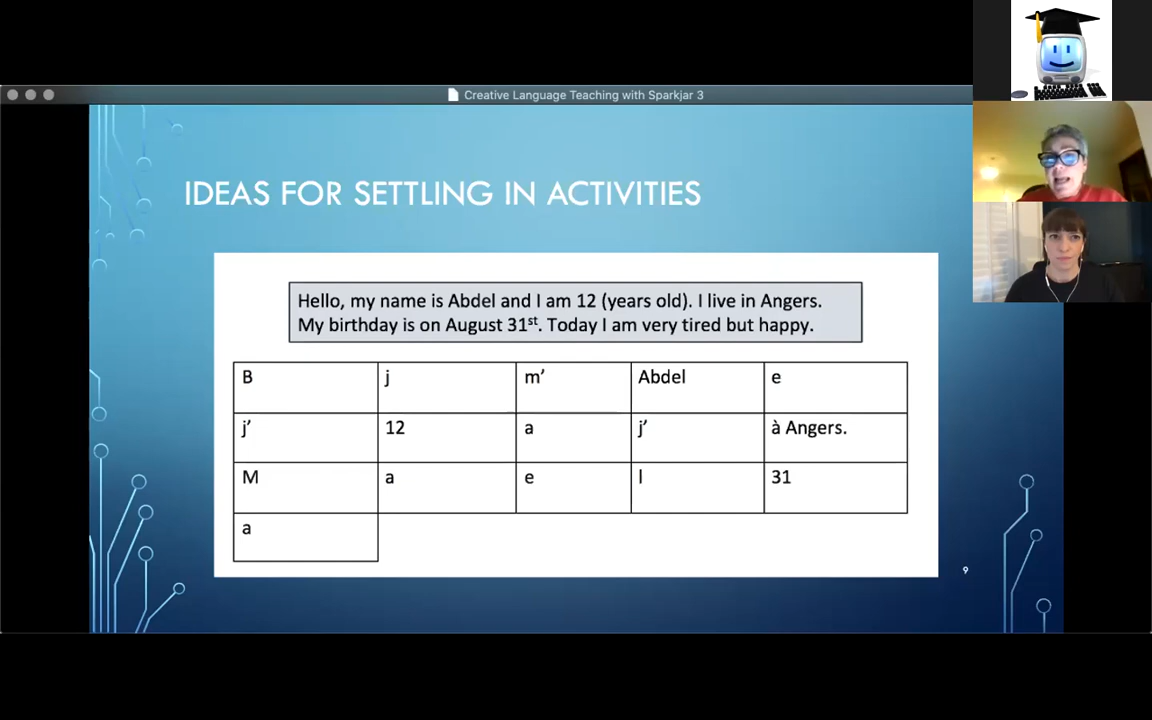 Creative Language Teaching with Sparkjar 3
IDEAS FOR SETTLING IN ACTIVITIES
Hello, my name is Abdel and I am 12 (years old). I live in Angers.
My birthday is on August 31st. Today I am very tired but happy.
B j m’ Abdel e
j’ 12 a j’ à Angers.
M a e l 31
a
9